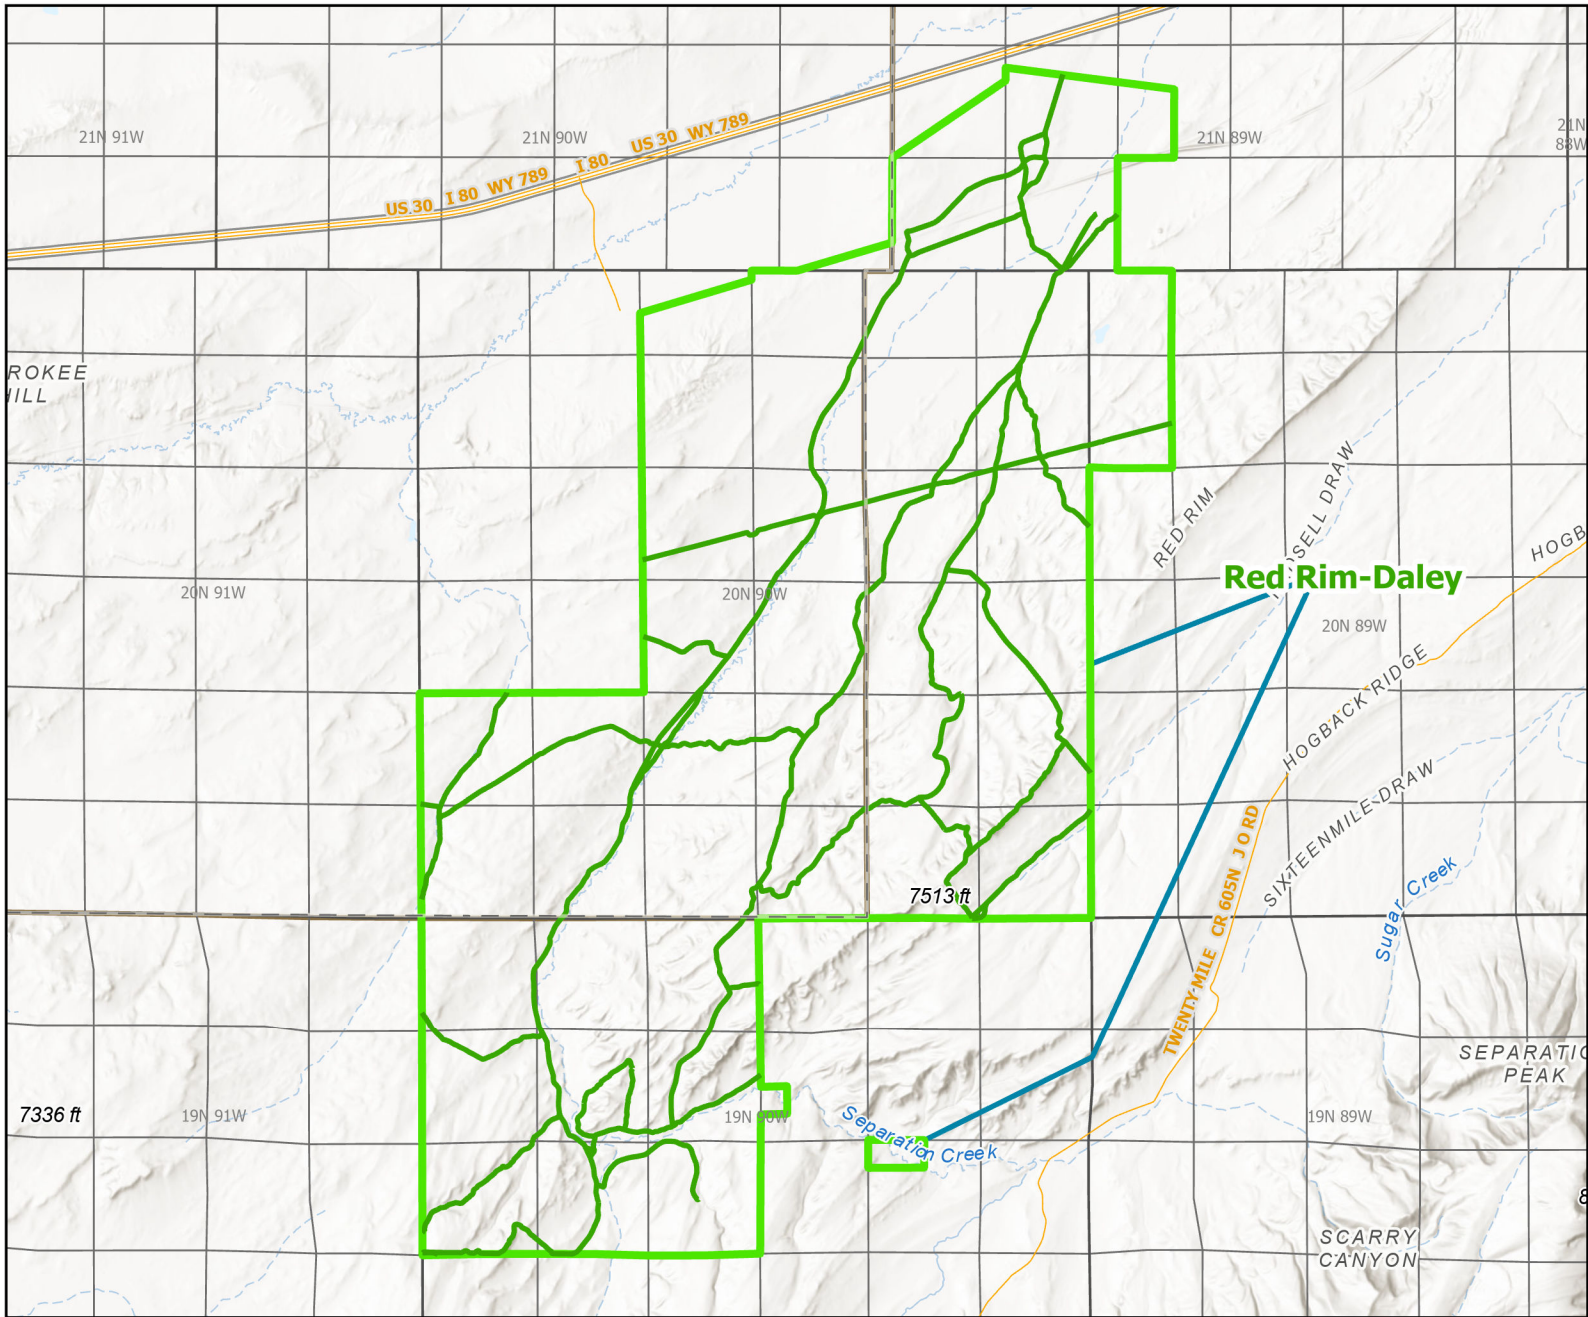 21N 91W
21N 90W
US 30 I 80 WY 789
I 80
US 30 WY 789
21N 89W
21N
88W
ROKEE
HILL
RED RIM
SELL DRAW
HOGB
20N 91W
20N 90W
Red Rim-Daley
20N 89W
HOGBACK RIDGE
SIXTEENMILE DRAW
TWENTY MILE CR 605N J O RD
Sugar Creek
7513 ft
SEPARATIO
PEAK
7336 ft
19N 91W
19N 90W
Separation Creek
19N 89W
8
SCARRY
CANYON